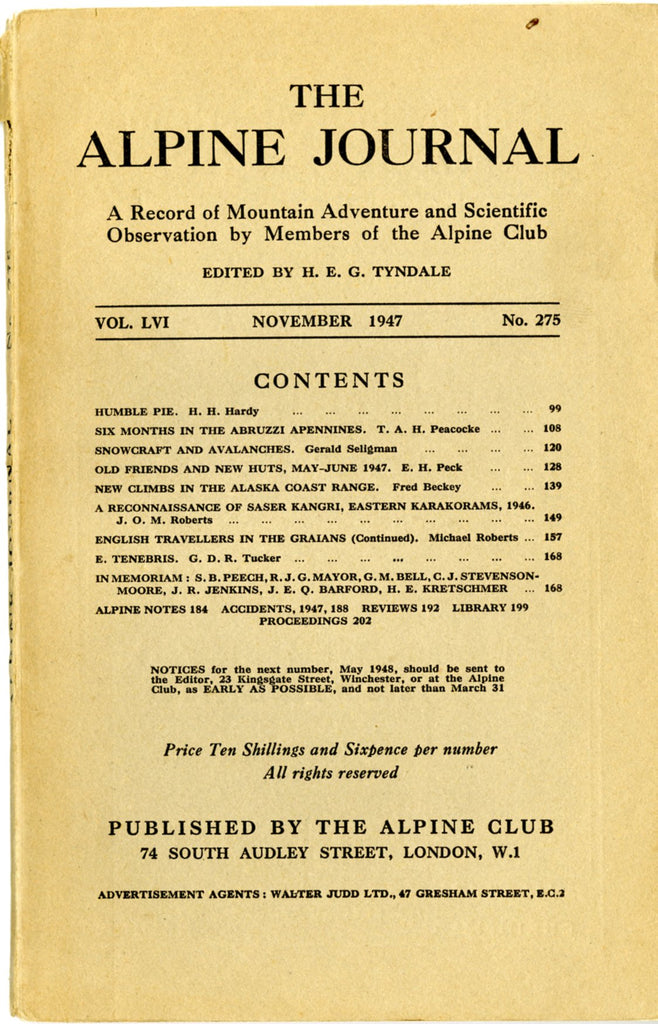 THE
ALPINE JOURNAL
A Record of Mountain Adventure and Scientific
Observation by Members of the Alpine Club
EDITED BY H. E. G. TYNDALE
VOL. LVI NOVEMBER 1947 No. 275
CONTENTS
HUMBLE PIE. H. H. Hardy ... ... ... ... ... ... ... ... 99
SIX MONTHS IN THE ABRUZZI APENNINES. T. A. H. Peacocke ... ... ... 108
SNOWCRAFT AND AVALANCHES. Gerald Seligman ... ... ... ... 120
OLD FRIENDS AND NEW HUTS, MAY–JUNE 1947. E. H. Peck ... ... 128
NEW CLIMBS IN THE ALASKA COAST RANGE. Fred Beckey ... ... 139
A RECONNAISSANCE OF SASER KANGRI, EASTERN KARAKORAMS, 1946.
J. O. M. Roberts ... ... ... ... ... ... ... ... ... ... 149
ENGLISH TRAVELLERS IN THE GRAIANS (Continued). Michael Roberts ... 157
E. TENEBRIS. G. D. R. Tucker ... ... ... ... ... ... ... ... 168
IN MEMORIAM : S. B. PEECH, R. J. G. MAYOR, G. M. BELL, C. J. STEVENSON-
MOORE, J. R. JENKINS, J. E. Q. BARFORD, H. E. KRETSCHMER ... 168
ALPINE NOTES 184 ACCIDENTS, 1947, 188 REVIEWS 192 LIBRARY 199
PROCEEDINGS 202
NOTICES for the next number, May 1948, should be sent to
the Editor, 23 Kingsgate Street, Winchester, or at the Alpine
Club, as EARLY AS POSSIBLE, and not later than March 31
Price Ten Shillings and Sixpence per number
All rights reserved
PUBLISHED BY THE ALPINE CLUB
74 SOUTH AUDLEY STREET, LONDON, W.1
ADVERTISEMENT AGENTS : WALTER JUDD LTD., 47 GRESHAM STREET, E.C.2